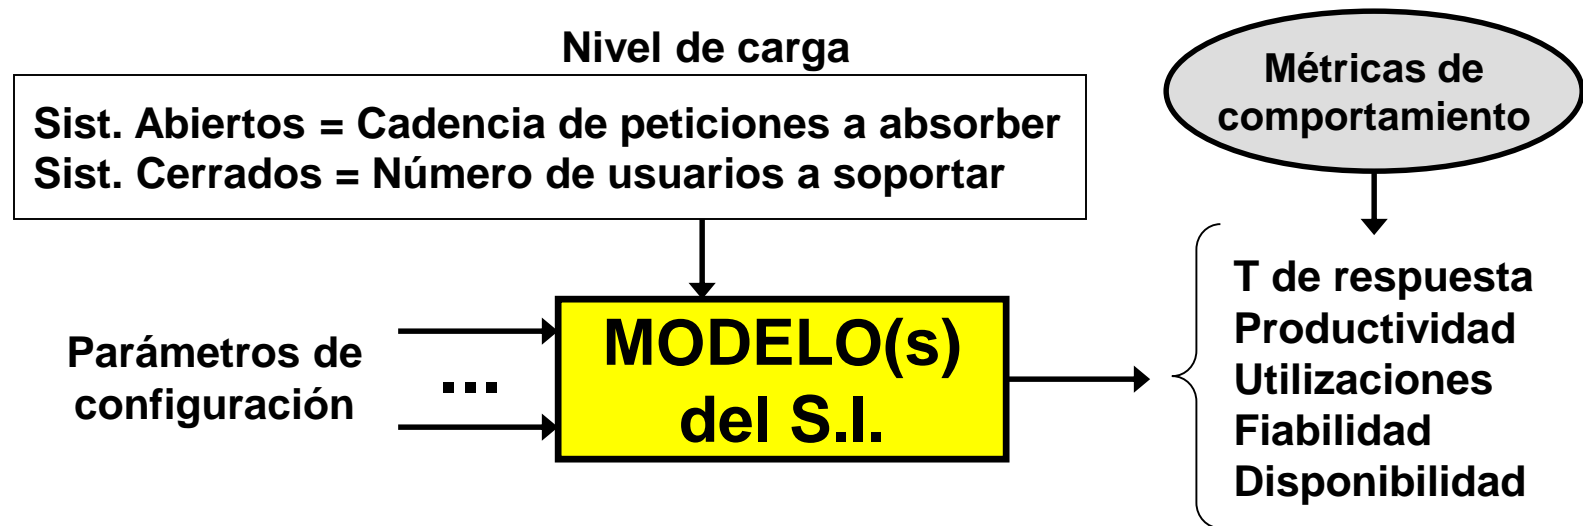 Nivel de carga
Sist. Abiertos = Cadencia de peticiones a absorber
Sist. Cerrados = Número de usuarios a soportar
Métricas de
comportamiento
Parámetros de
configuración
...
MODELO(s)
del S.I.
T de respuesta
Productividad
Utilizaciones
Fiabilidad
Disponibilidad